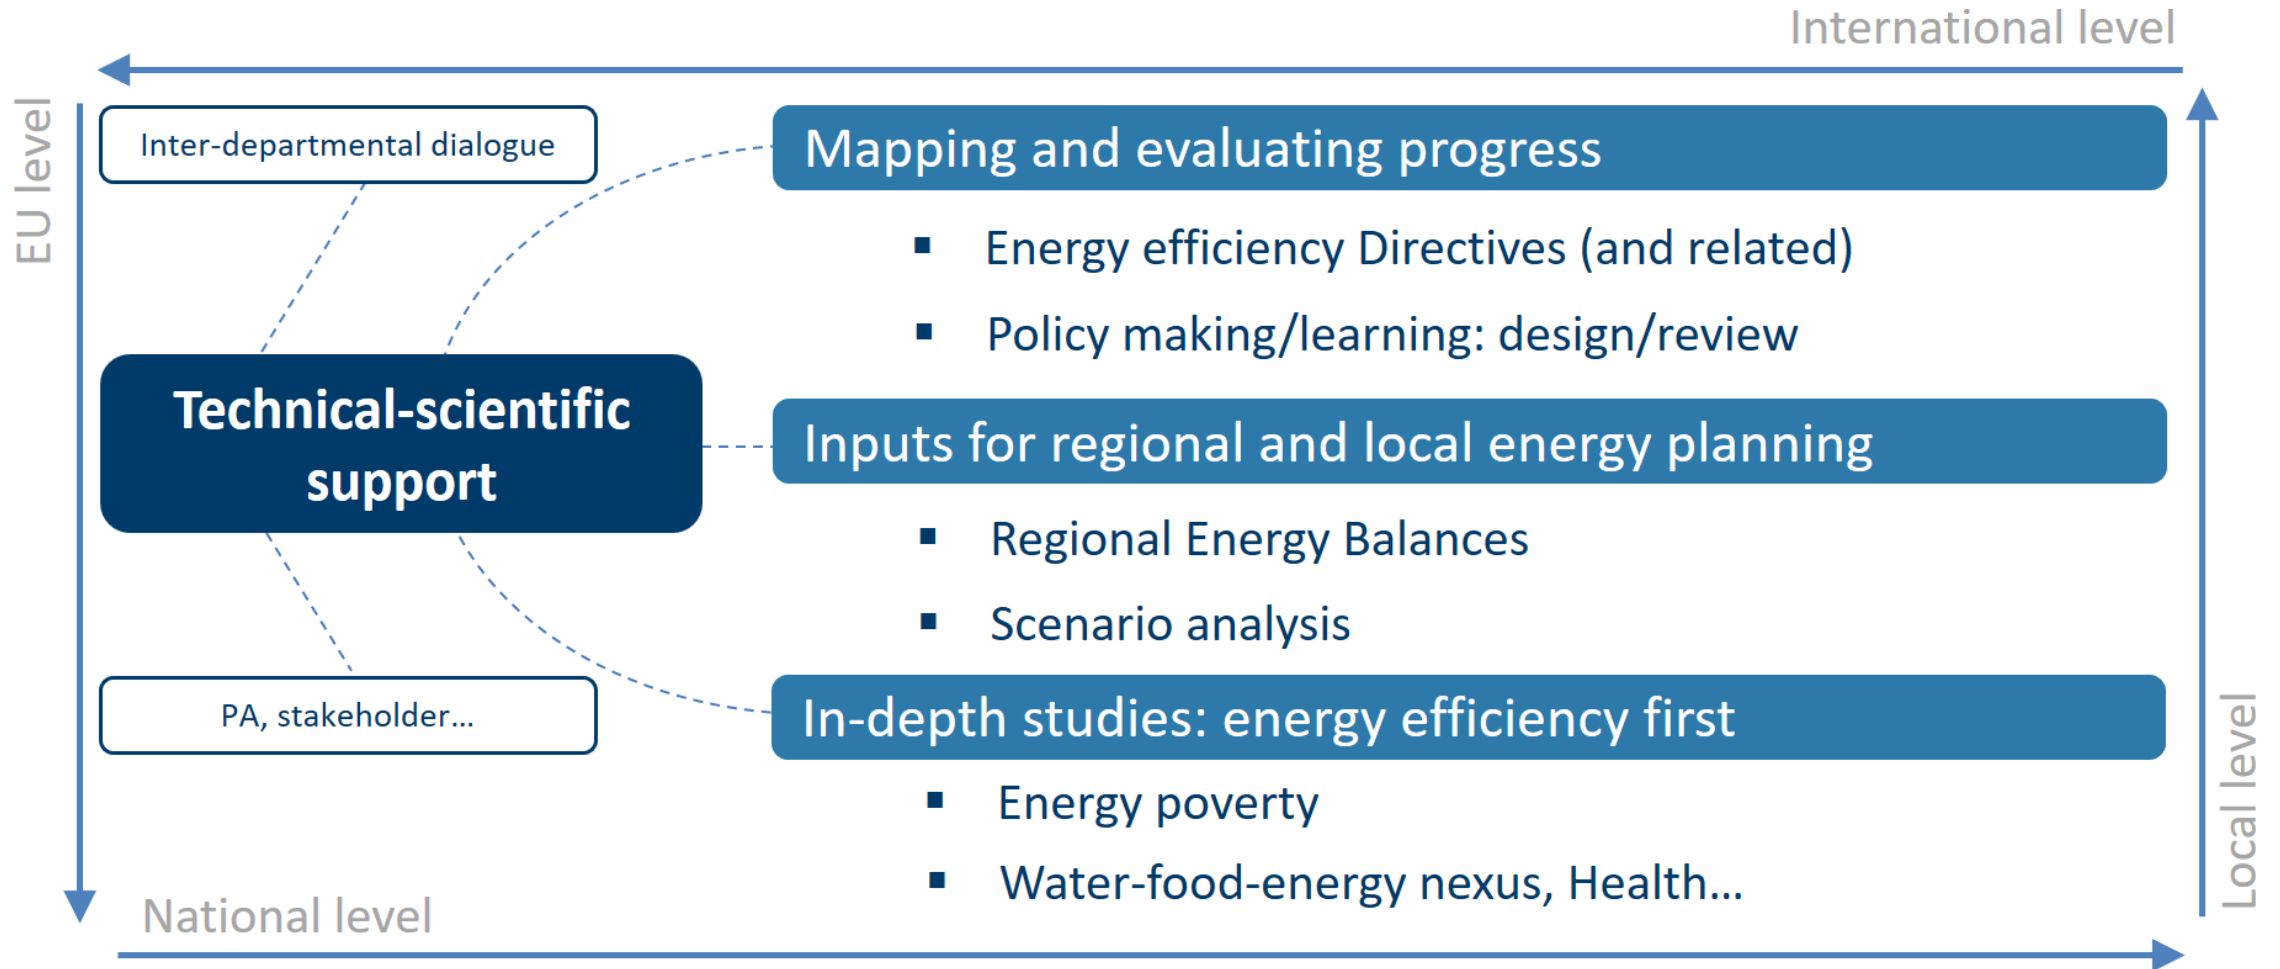 International level
EU level
Inter-departmental dialogue
Mapping and evaluating progress
▪ Energy efficiency Directives (and related)
▪ Policy making/learning: design/review
Technical-scientific
support
Inputs for regional and local energy planning
▪ Regional Energy Balances
▪ Scenario analysis
PA, stakeholder...
In-depth studies: energy efficiency first
▪ Energy poverty
▪ Water-food-energy nexus, Health...
Local level
National level